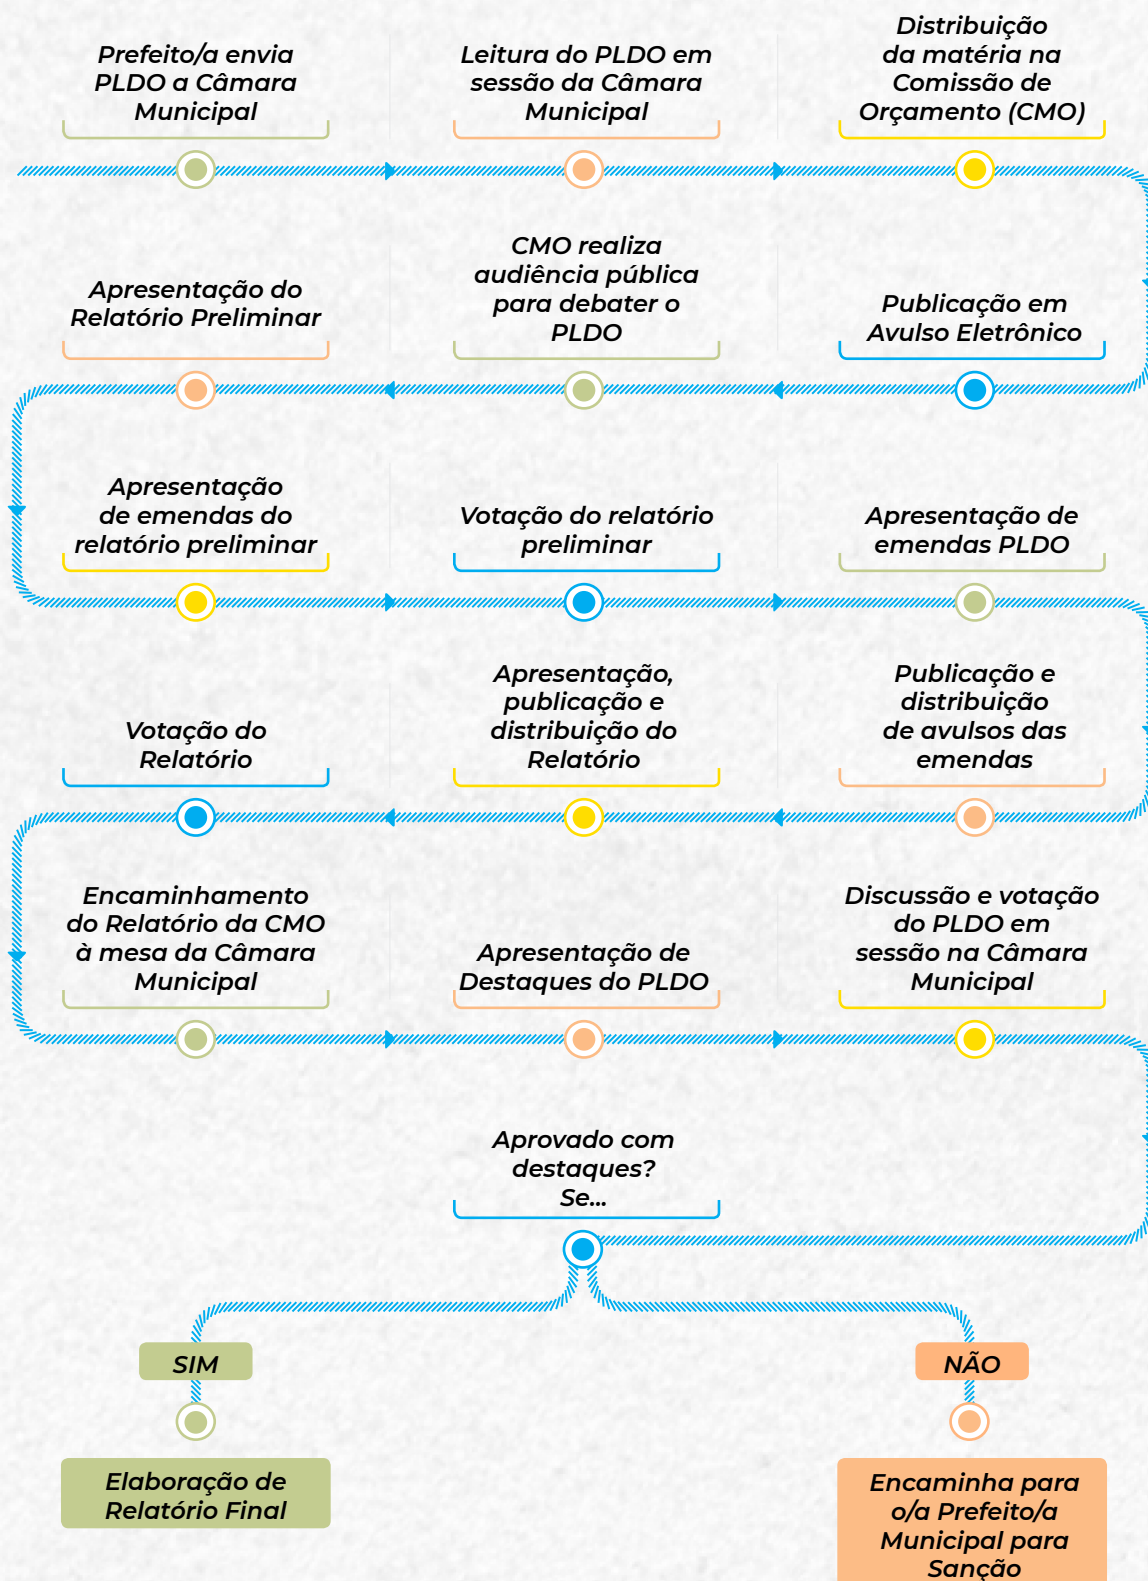 Prefeito/a envia
PLDO a Câmara
Municipal
Leitura do PLDO em
sessão da Câmara
Municipal
Distribuição
da matéria na
Comissão de
Orçamento (CMO)
Publicação em
Avulso Eletrônico
CMO realiza
audiência pública
para debater o
PLDO
Apresentação do
Relatório Preliminar
Apresentação
de emendas do
relatório preliminar
Votação do relatório
preliminar
Apresentação de
emendas PLDO
Publicação e
distribuição
de avulsos das
emendas
Apresentação,
publicação e
distribuição do
Relatório
Votação do
Relatório
Encaminhamento
do Relatório da CMO
à mesa da Câmara
Municipal
Apresentação de
Destaques do PLDO
Discussão e votação
do PLDO em
sessão na Câmara
Municipal
Aprovado com
destaques?
Se...
SIM
NÃO
Elaboração de
Relatório Final
Encaminha para
o/a Prefeito/a
Municipal para
Sanção